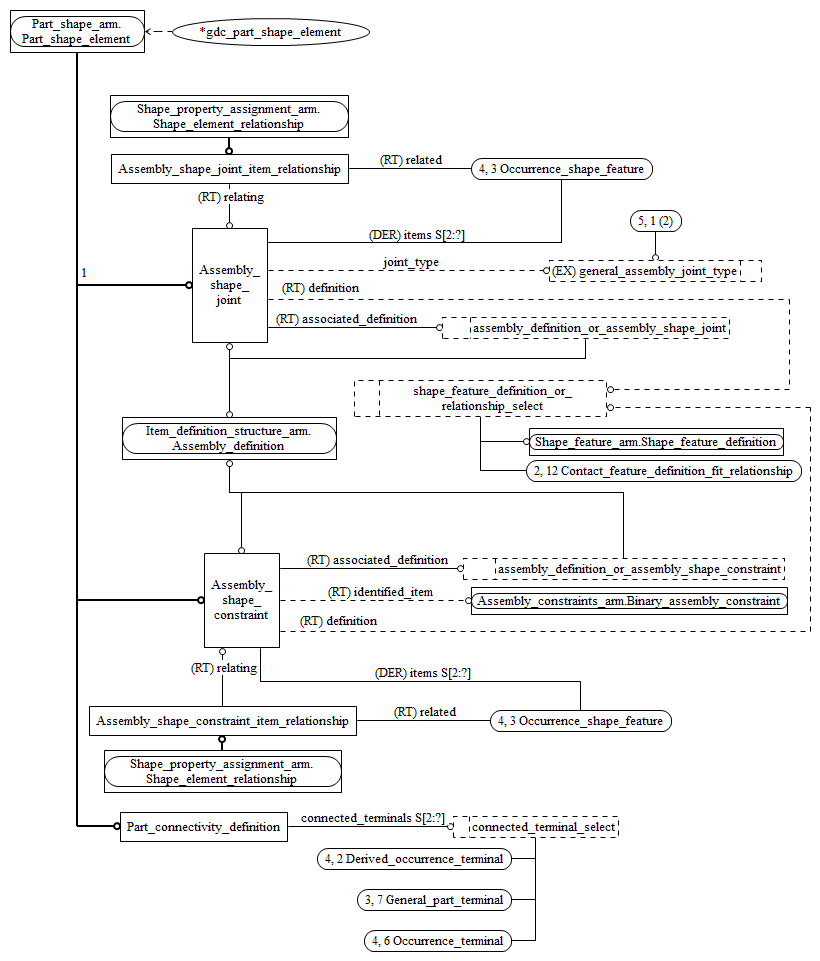 Part_shape_arm.
Part_shape_element
*gdc_part_shape_element
Shape_property_assignment_arm.
Shape_element_relationship
Assembly_shape_joint_item_relationship
(RT) related
4, 3 Occurrence_shape_feature
(RT) relating
5, 1 (2)
(DER) items S[2:?]
Assembly_
shape_
joint
joint_type
(EX) general_assembly_joint_type
1
(RT) definition
(RT) associated_definition
assembly_definition_or_assembly_shape_joint
shape_feature_definition_or_
relationship_select
Item_definition_structure_arm.
Assembly_definition
Shape_feature_arm.Shape_feature_definition
2, 12 Contact_feature_definition_fit_relationship
(RT) associated_definition
assembly_definition_or_assembly_shape_constraint
Assembly_
shape_
constraint
(RT) identified_item
Assembly_constraints_arm.Binary_assembly_constraint
(RT) definition
(RT) relating
(DER) items S[2:?]
Assembly_shape_constraint_item_relationship
(RT) related
4, 3 Occurrence_shape_feature
Shape_property_assignment_arm.
Shape_element_relationship
Part_connectivity_definition
connected_terminals S[2:?]
connected_terminal_select
4, 2 Derived_occurrence_terminal
3, 7 General_part_terminal
4, 6 Occurrence_terminal